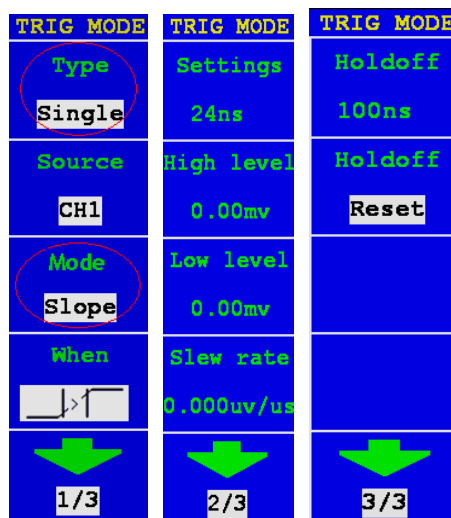 TRIG MODE
Type
Single
Source
CH1
Mode
Slope
When
1/3
TRIG MODE
Settings
24ns
High level
0.00mv
Low level
0.00mv
Slew rate
0.000uv/us
2/3
TRIG MODE
Holdoff
100ns
Holdoff
Reset
3/3